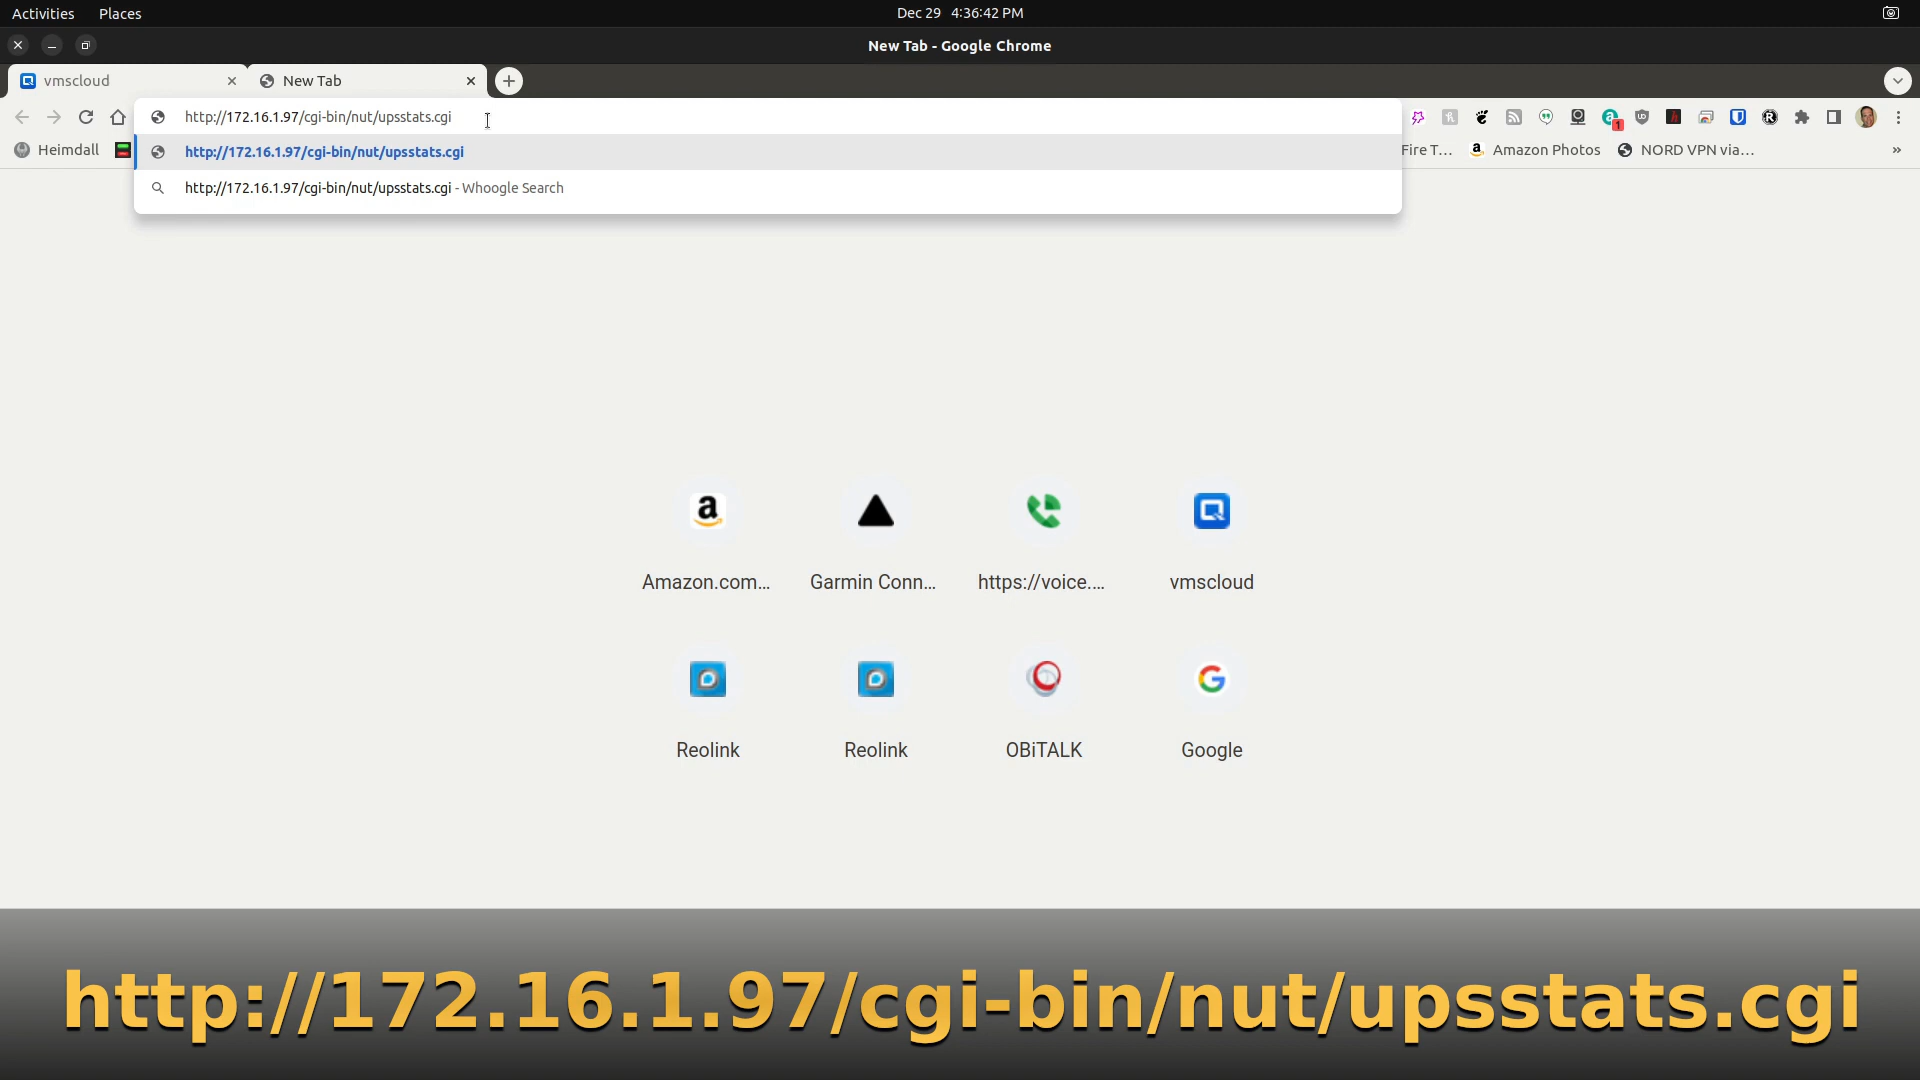 Activities Places Dec 29 4:36:42 PM
New Tab - Google Chrome
vmscloud New Tab
http://172.16.1.97/cgi-bin/nut/upsstats.cgi
Heimdall
http://172.16.1.97/cgi-bin/nut/upsstats.cgi
Fire T... Amazon Photos NORD VPN via...
http://172.16.1.97/cgi-bin/nut/upsstats.cgi - Whoogle Search
Amazon.com... Garmin Conn... https://voice.... vmscloud
Reolink Reolink OBiTALK Google
http://172.16.1.97/cgi-bin/nut/upsstats.cgi